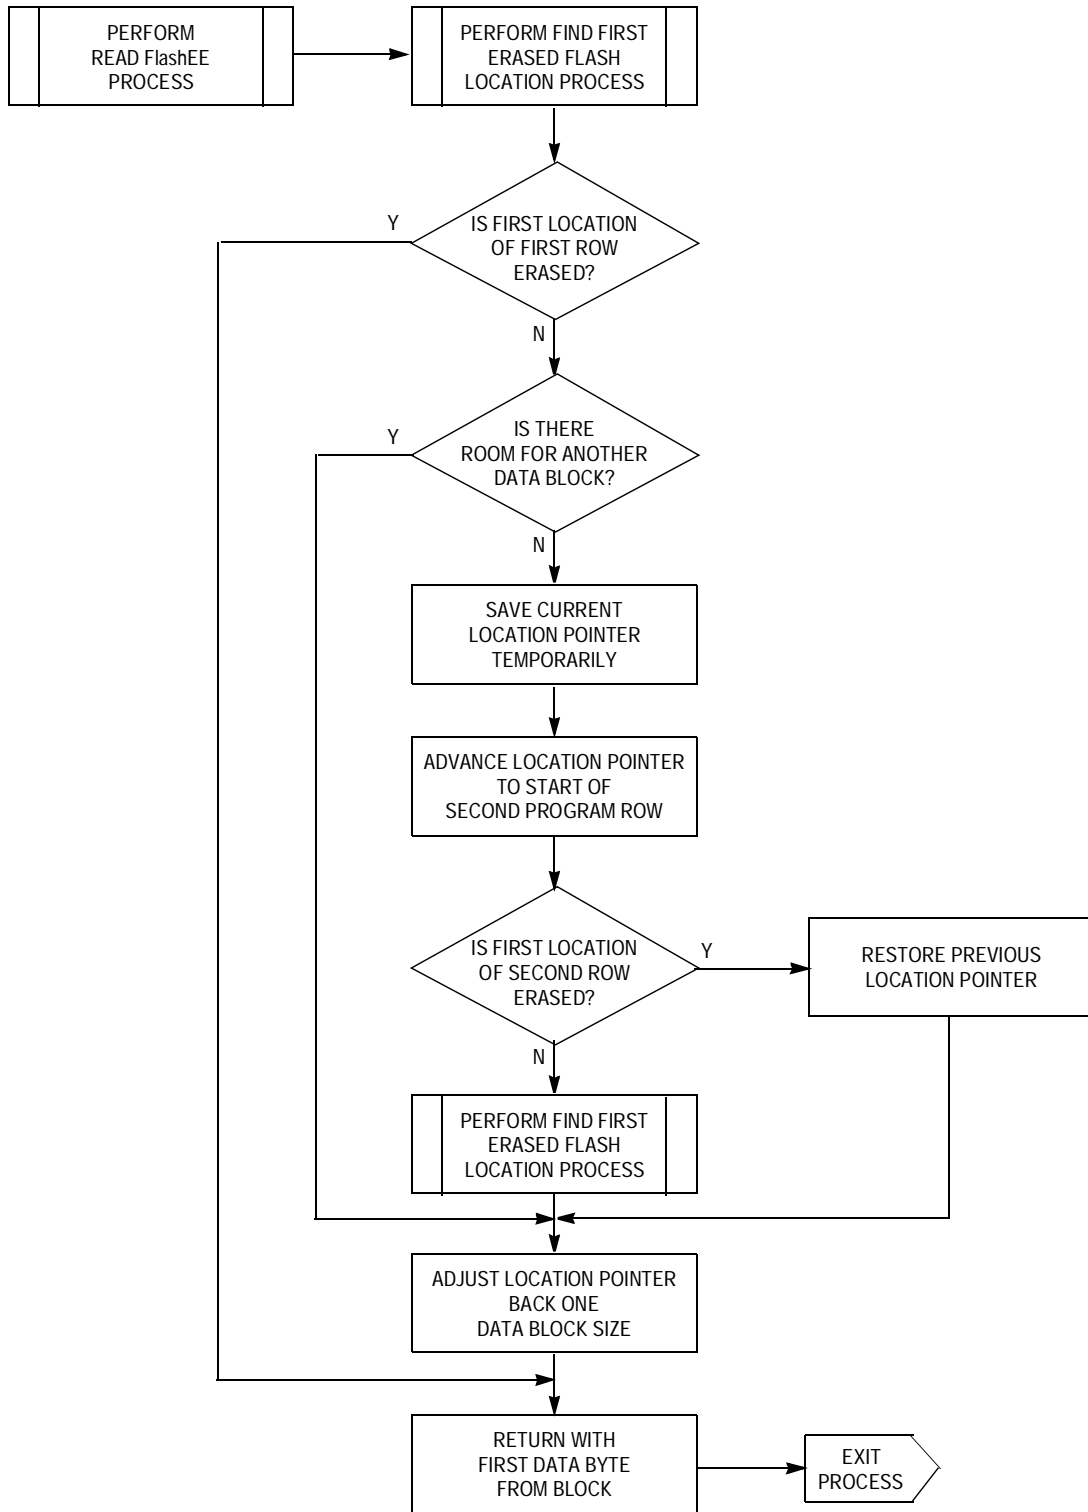 PERFORM
READ FlashEE
PROCESS
PERFORM FIND FIRST
ERASED FLASH
LOCATION PROCESS
Y
IS FIRST LOCATION
OF FIRST ROW
ERASED?
N
Y
IS THERE
ROOM FOR ANOTHER
DATA BLOCK?
N
SAVE CURRENT
LOCATION POINTER
TEMPORARILY
ADVANCE LOCATION POINTER
TO START OF
SECOND PROGRAM ROW
IS FIRST LOCATION
OF SECOND ROW
ERASED?
Y
RESTORE PREVIOUS
LOCATION POINTER
N
PERFORM FIND FIRST
ERASED FLASH
LOCATION PROCESS
ADJUST LOCATION POINTER
BACK ONE
DATA BLOCK SIZE
RETURN WITH
FIRST DATA BYTE
FROM BLOCK
EXIT
PROCESS